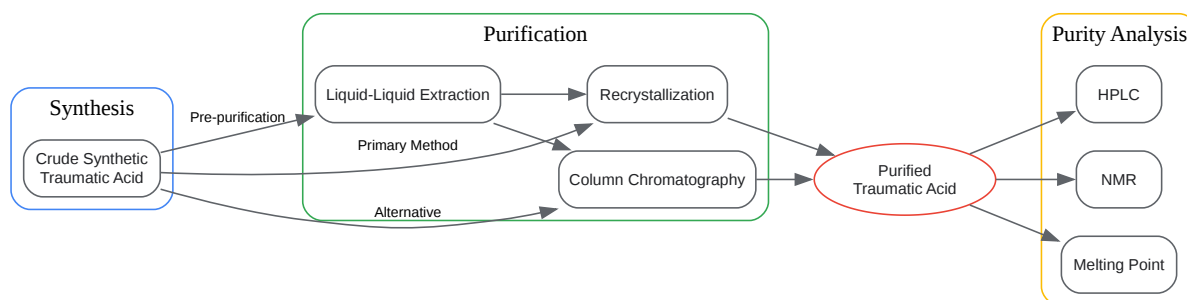 Synthesis
Crude Synthetic
Traumatic Acid
Pre-purification
Primary Method
Alternative
Purification
Liquid-Liquid Extraction
Recrystallization
Column Chromatography
Purified
Traumatic Acid
Purity Analysis
HPLC
NMR
Melting Point